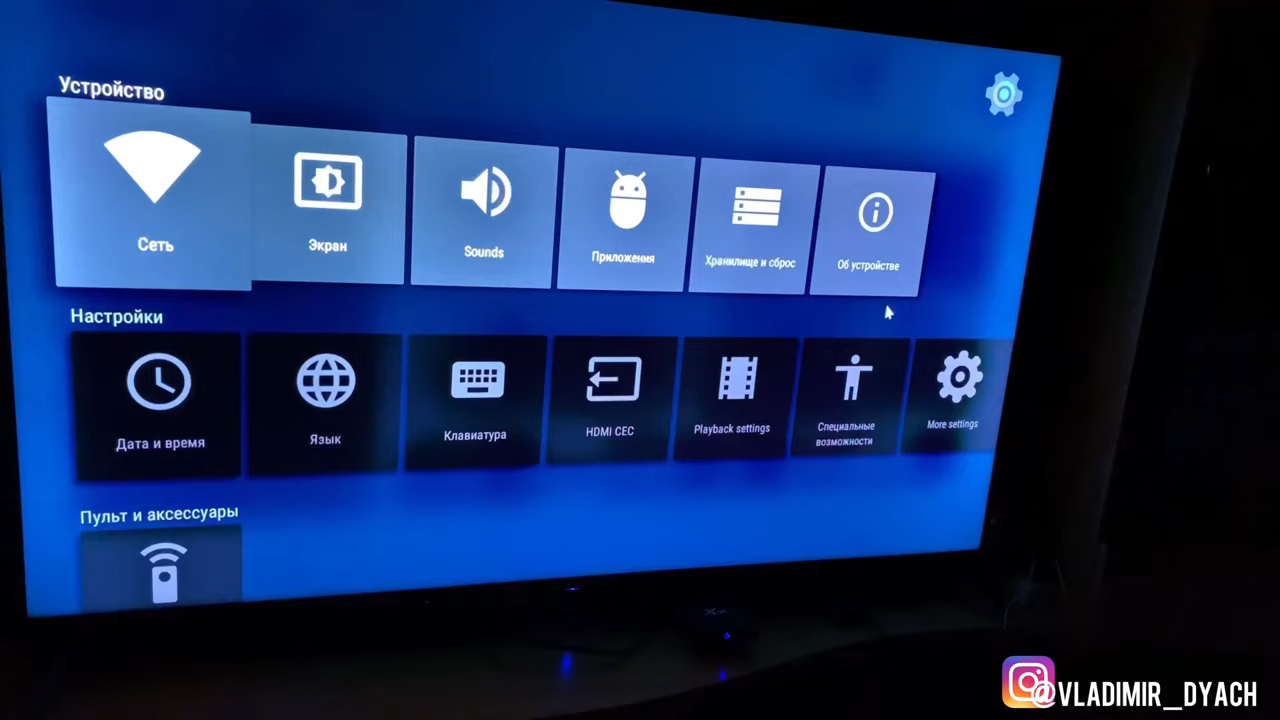 Устройство
Сеть
Экран
Sounds
Приложения
Хранилище и сброс
Об устройстве
Настройки
Дата и время
Язык
Клавиатура
HDMI CEC
Playback settings
Специальные
возможности
More settings
Пульт и аксессуары
@VLADIMIR_DYACH